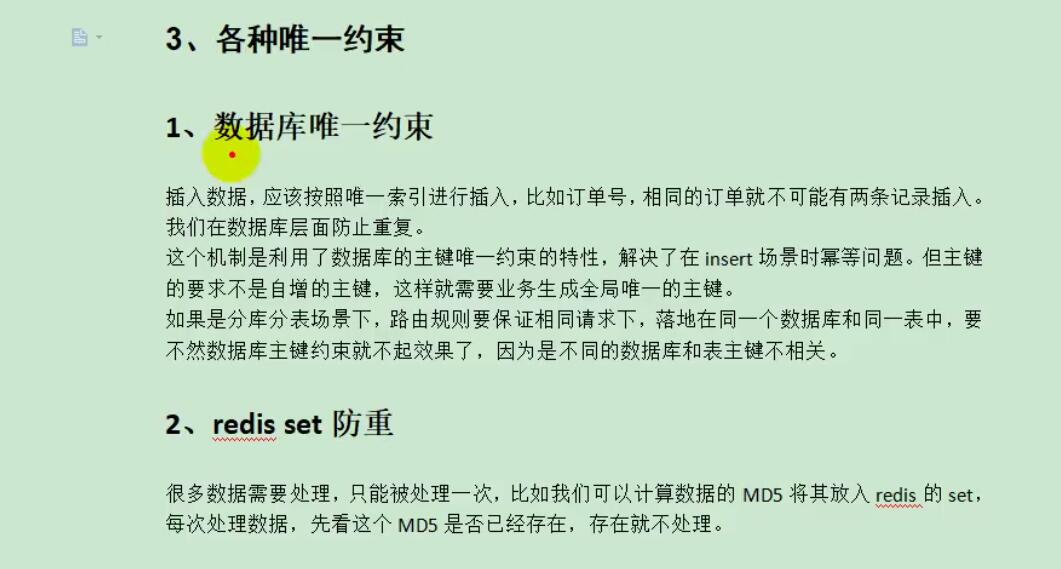 3、各种唯一约束
1、数据库唯一约束
插入数据，应该按照唯一索引进行插入，比如订单号，相同的订单就不可能有两条记录插入。
我们在数据库层面防止重复。
这个机制是利用了数据库的主键唯一约束的特性，解决了在 insert 场景时幂等问题。但主键
的要求不是自增的主键，这样就需要业务生成全局唯一的主键。
如果是分库分表场景下，路由规则要保证相同请求下，落地在同一个数据库和同一表中，要
不然数据库主键约束就不起效果了，因为是不同的数据库和表主键不相关。
2、redis set 防重
很多数据需要处理，只能被处理一次，比如我们可以计算数据的 MD5 将其放入 redis 的 set，
每次处理数据，先看这个 MD5 是否已经存在，存在就不处理。